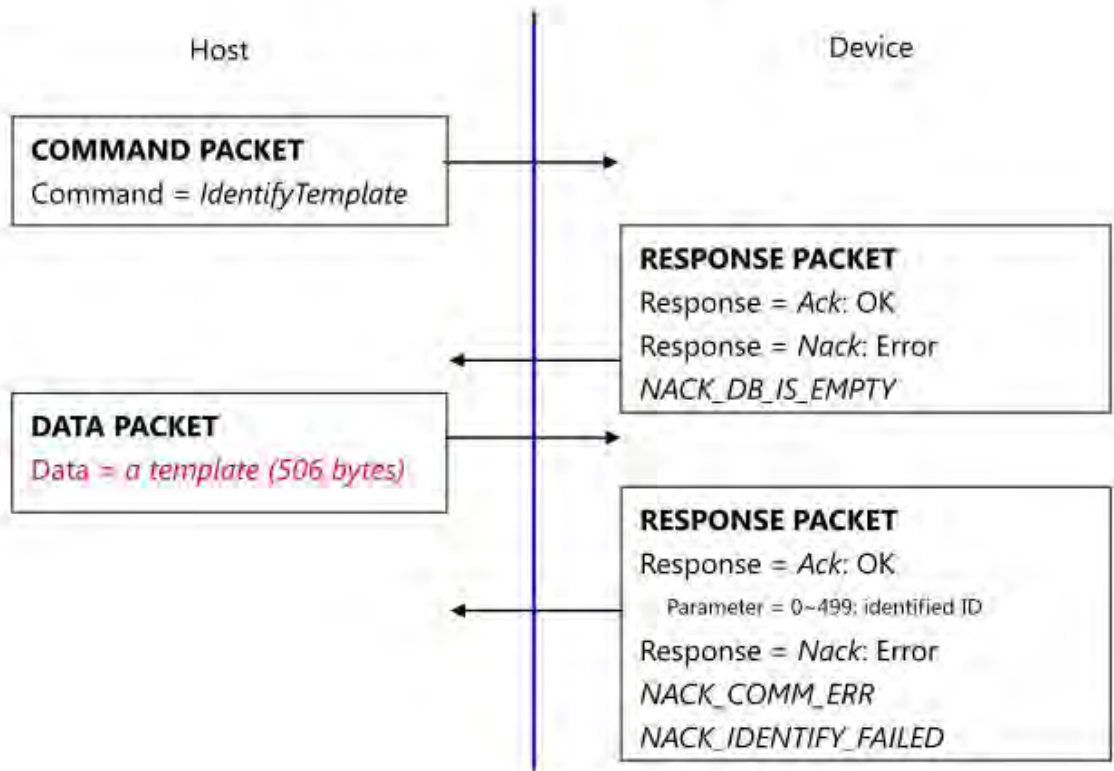 Host
Device
COMMAND PACKET
Command = IdentifyTemplate
RESPONSE PACKET
Response = Ack: OK
Response = Nack: Error
NACK_DB_IS_EMPTY
DATA PACKET
Data = a template (506 bytes)
RESPONSE PACKET
Response = Ack: OK
Parameter = 0~499: identified ID
Response = Nack: Error
NACK_COMM_ERR
NACK_IDENTIFY_FAILED